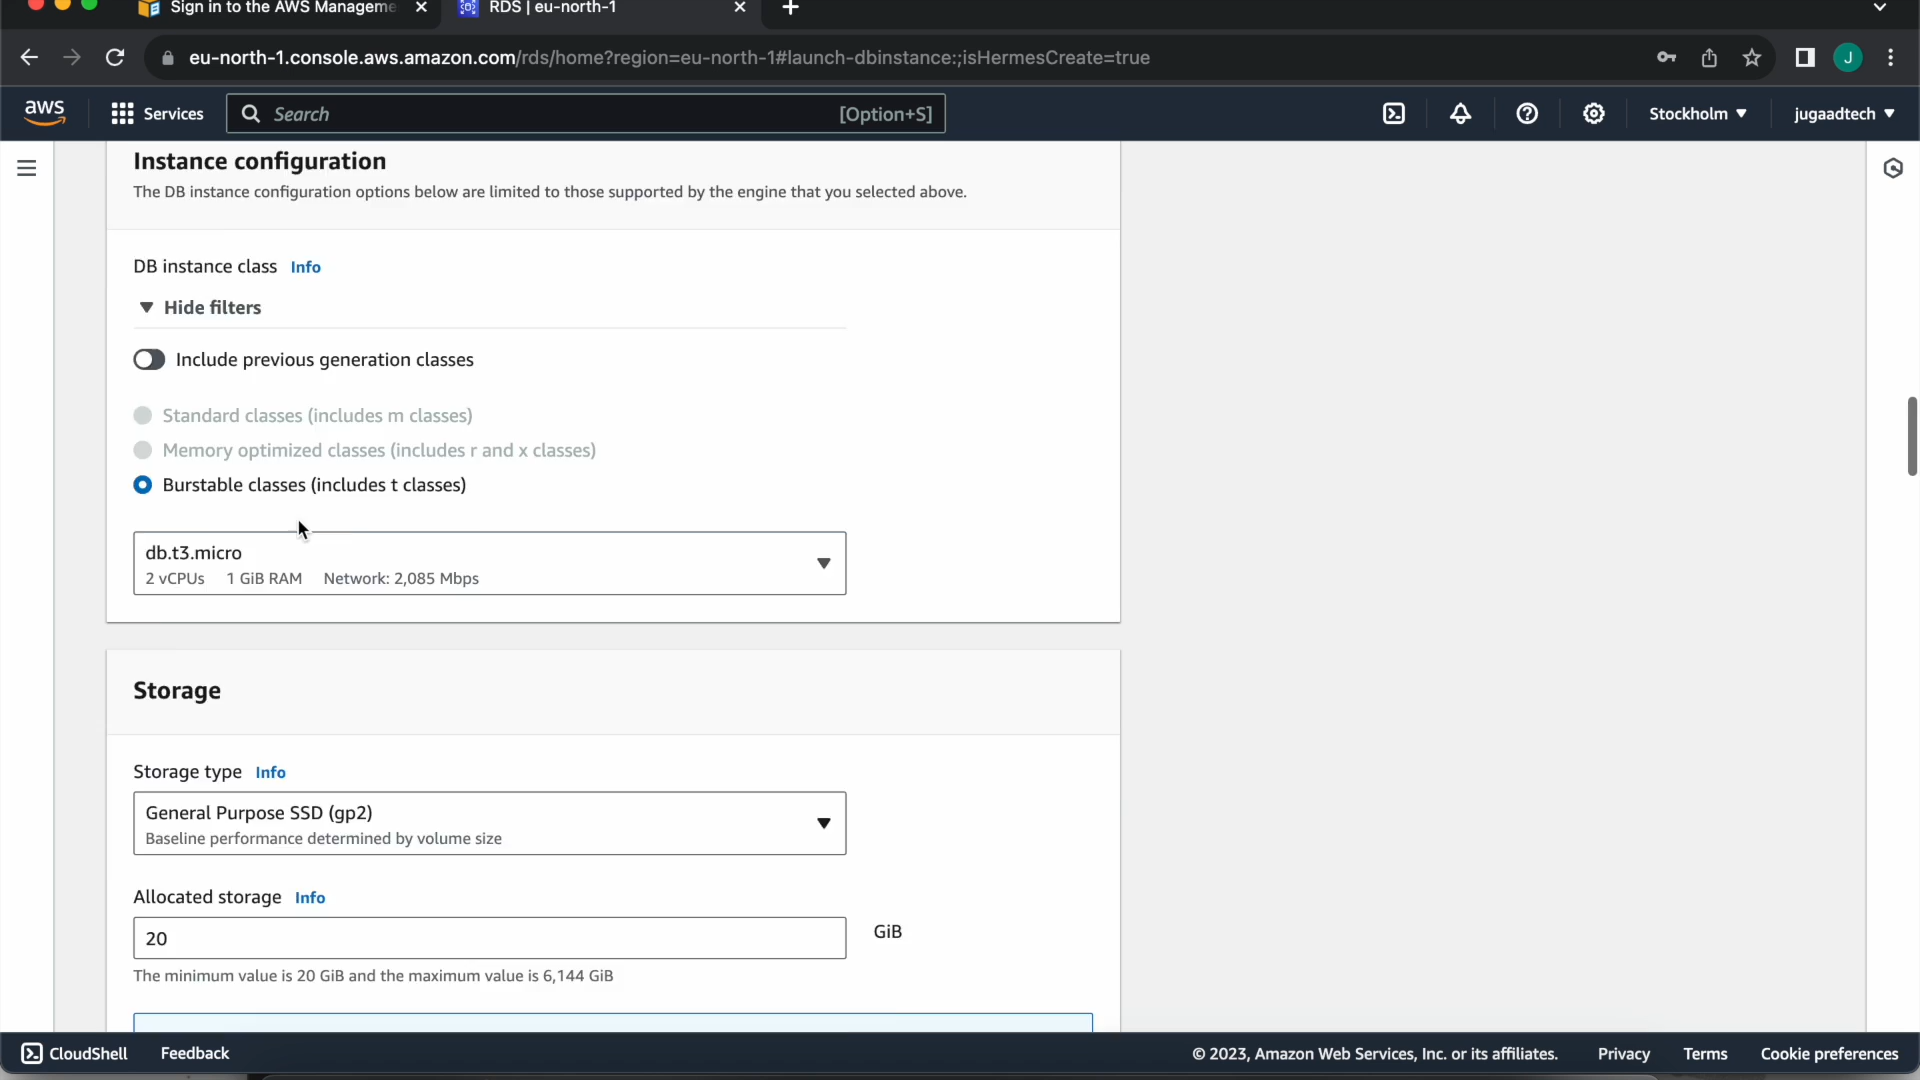 Sign in to the AWS Manageme
RDS | eu-north-1
eu-north-1.console.aws.amazon.com/rds/home?region=eu-north-1#launch-dbinstance:;isHermesCreate=true
J
aws
Services
Search
[Option+S]
Stockholm
jugaadtech
Instance configuration
The DB instance configuration options below are limited to those supported by the engine that you selected above.
DB instance class Info
Hide filters
Include previous generation classes
Standard classes (includes m classes)
Memory optimized classes (includes r and x classes)
Burstable classes (includes t classes)
db.t3.micro
2 vCPUs 1 GiB RAM Network: 2,085 Mbps
Storage
Storage type Info
General Purpose SSD (gp2)
Baseline performance determined by volume size
Allocated storage Info
20
GiB
The minimum value is 20 GiB and the maximum value is 6,144 GiB
CloudShell
Feedback
© 2023, Amazon Web Services, Inc. or its affiliates.
Privacy
Terms
Cookie preferences